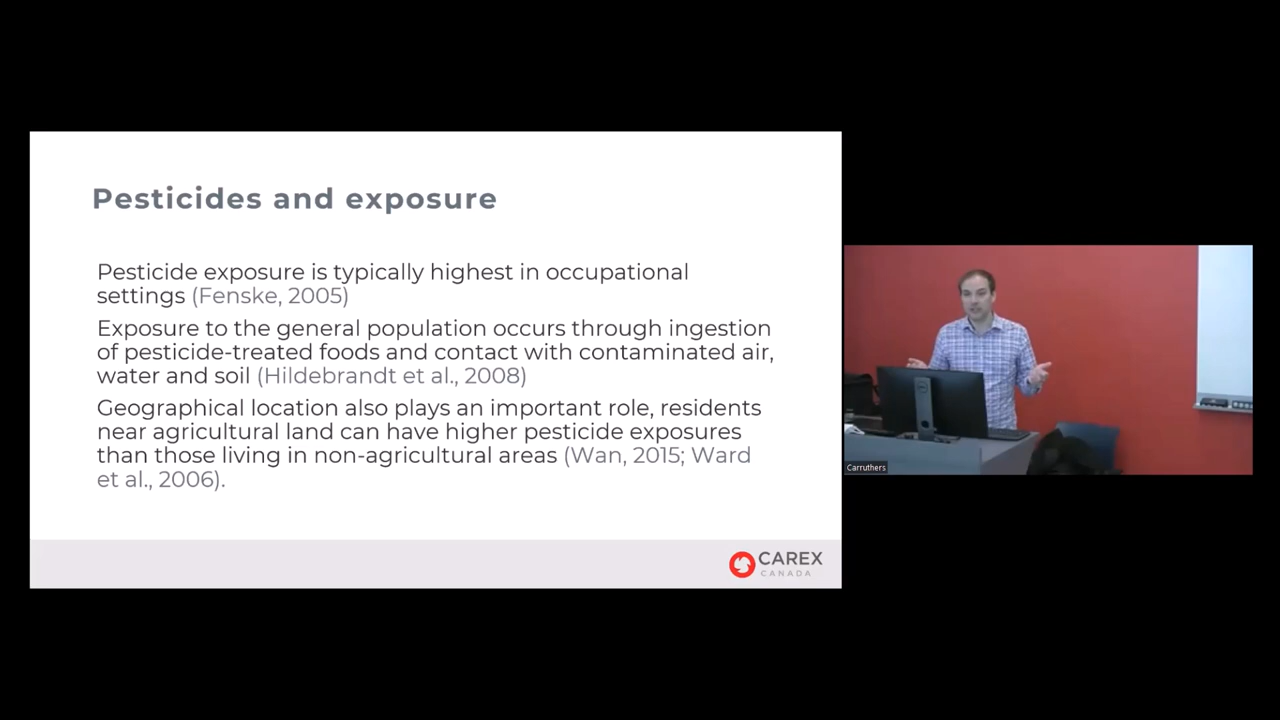 Pesticides and exposure
Pesticide exposure is typically highest in occupational
settings (Fenske, 2005)
Exposure to the general population occurs through ingestion
of pesticide-treated foods and contact with contaminated air,
water and soil (Hildebrandt et al., 2008)
Geographical location also plays an important role, residents
near agricultural land can have higher pesticide exposures
than those living in non-agricultural areas (Wan, 2015; Ward
et al., 2006).
CAREX
CANADA
Carruthers